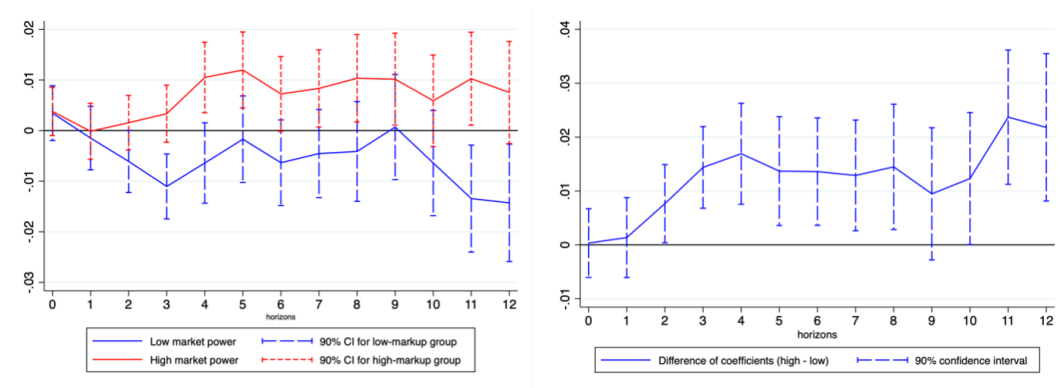 .02
.01
0
-.01
-.02
-.03
0 1 2 3 4 5 6 7 8 9 10 11 12
horizons
Low market power 90% CI for low-markup group
High market power 90% CI for high-markup group
.04
.03
.02
.01
0
-.01
0 1 2 3 4 5 6 7 8 9 10 11 12
horizons
Difference of coefficients (high - low) 90% confidence interval